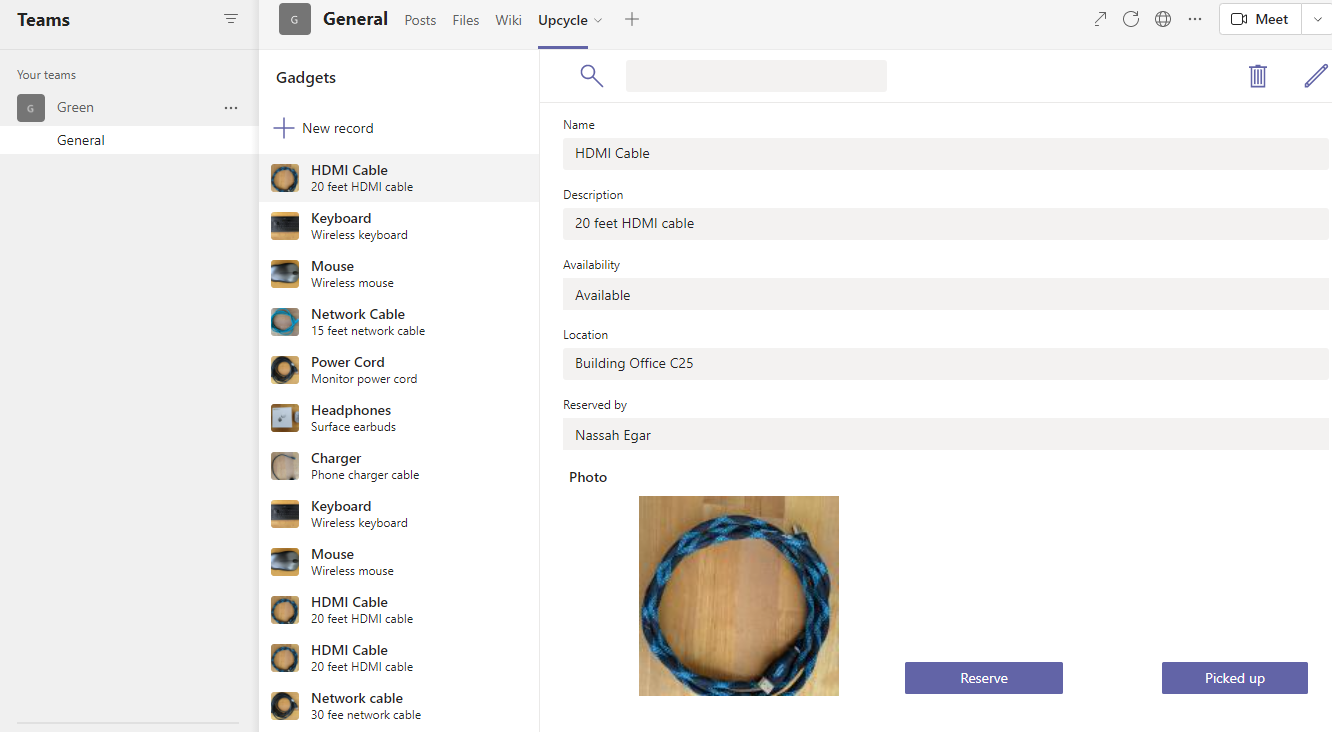 Teams
Your teams
G
Green
General
G
General
Posts
Files
Wiki
Upcycle
Meet
Gadgets
New record
HDMI Cable
20 feet HDMI cable
Keyboard
Wireless keyboard
Mouse
Wireless mouse
Network Cable
15 feet network cable
Power Cord
Monitor power cord
Headphones
Surface earbuds
Charger
Phone charger cable
Keyboard
Wireless keyboard
Mouse
Wireless mouse
HDMI Cable
20 feet HDMI cable
HDMI Cable
20 feet HDMI cable
Network cable
30 fee network cable
Name
HDMI Cable
Description
20 feet HDMI cable
Availability
Available
Location
Building Office C25
Reserved by
Nassah Egar
Photo
Reserve
Picked up